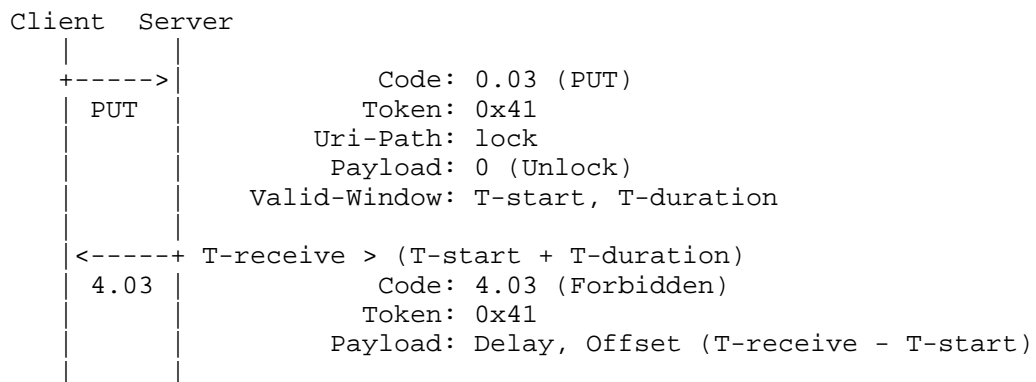 Client Server
+----->| Code: 0.03 (PUT)
| PUT | Token: 0x41
| | Uri-Path: lock
| | Payload: 0 (Unlock)
| | Valid-Window: T-start, T-duration
|<-----+ T-receive > (T-start + T-duration)
| 4.03 | Code: 4.03 (Forbidden)
| | Token: 0x41
| | Payload: Delay, Offset (T-receive - T-start)